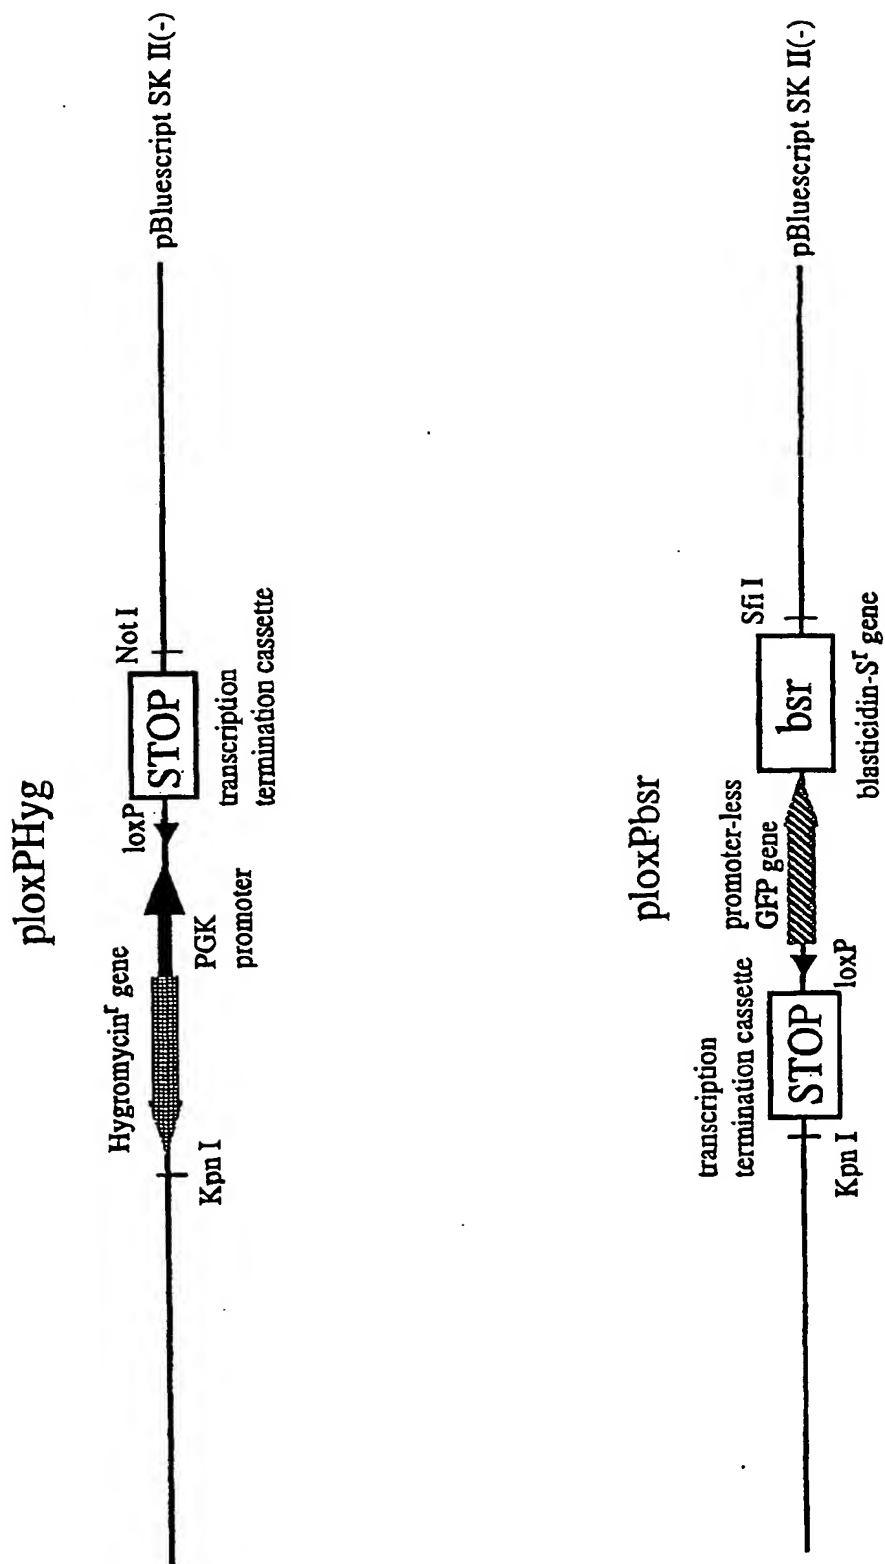 ploxPHyg
Hygromycinʳ gene
loxP
Not I
STOP
pBluescript SK II(-)
Kpn I
PGK
promoter
transcription
termination cassette
ploxPbsr
transcription
termination cassette
promoter-less
GFP gene
Sfi I
STOP
bsr
pBluescript SK II(-)
Kpn I
loxP
blasticidin-Sʳ gene